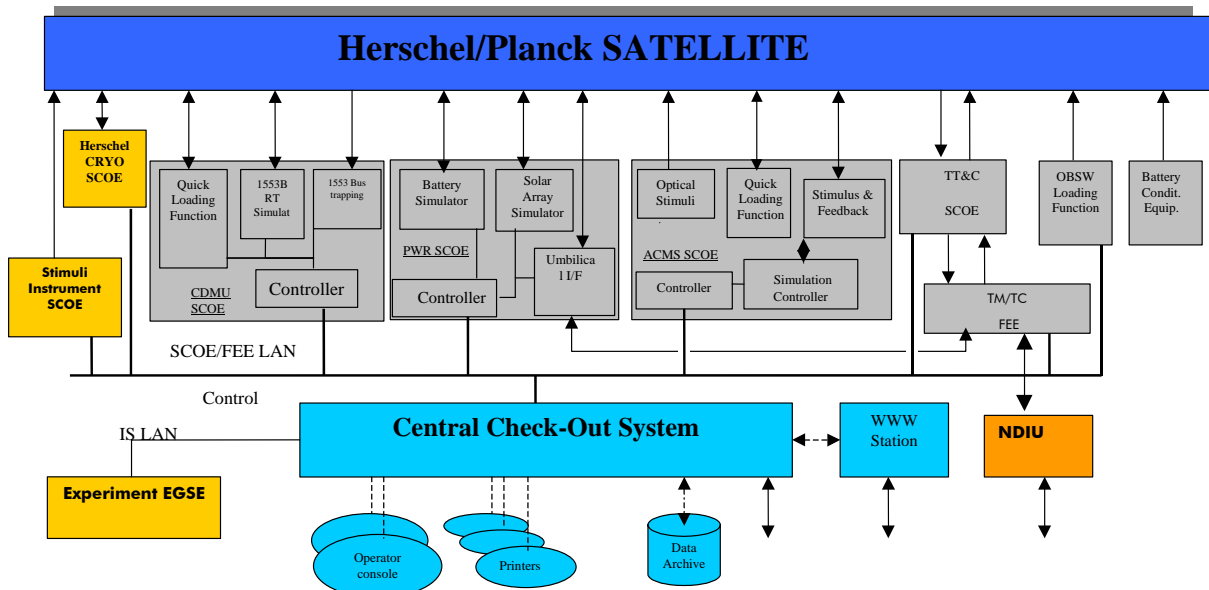 Herschel/Planck SATELLITE
Herschel
CRYO
SCOE
Stimuli
Instrument
SCOE
Quick
Loading
Function
1553B
RT
Simulat
1553 Bus
trapping
CDMU
SCOE
Controller
Battery
Simulator
Solar
Array
Simulator
PWR SCOE
Umbilica
l I/F
Controller
Optical
Stimuli
.
Quick
Loading
Function
Stimulus &
Feedback
ACMS SCOE
Controller
Simulation
Controller
TT&C
SCOE
TM/TC
FEE
OBSW
Loading
Function
Battery
Condit.
Equip.
SCOE/FEE LAN
Control
IS LAN
Central Check-Out System
WWW
Station
NDIU
Experiment EGSE
Operator
console
Printers
Data
Archive